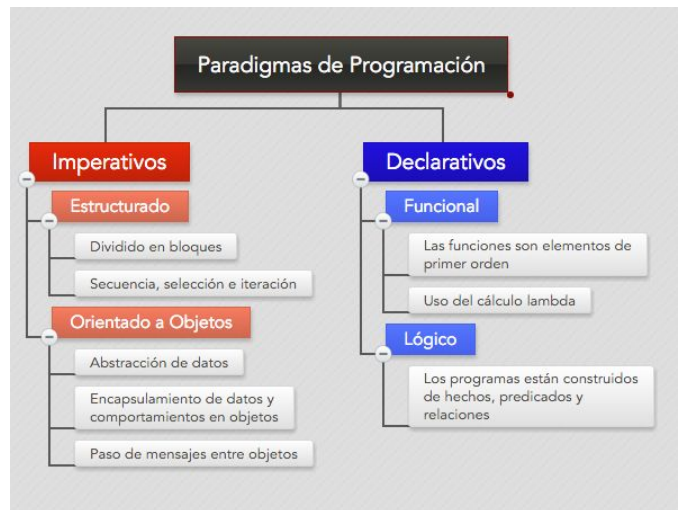 Paradigmas de Programación
Imperativos
Estructurado
Dividido en bloques
Secuencia, selección e iteración
Orientado a Objetos
Abstracción de datos
Encapsulamiento de datos y
comportamientos en objetos
Paso de mensajes entre objetos
Declarativos
Funcional
Las funciones son elementos de
primer orden
Uso del cálculo lambda
Lógico
Los programas están construidos
de hechos, predicados y
relaciones